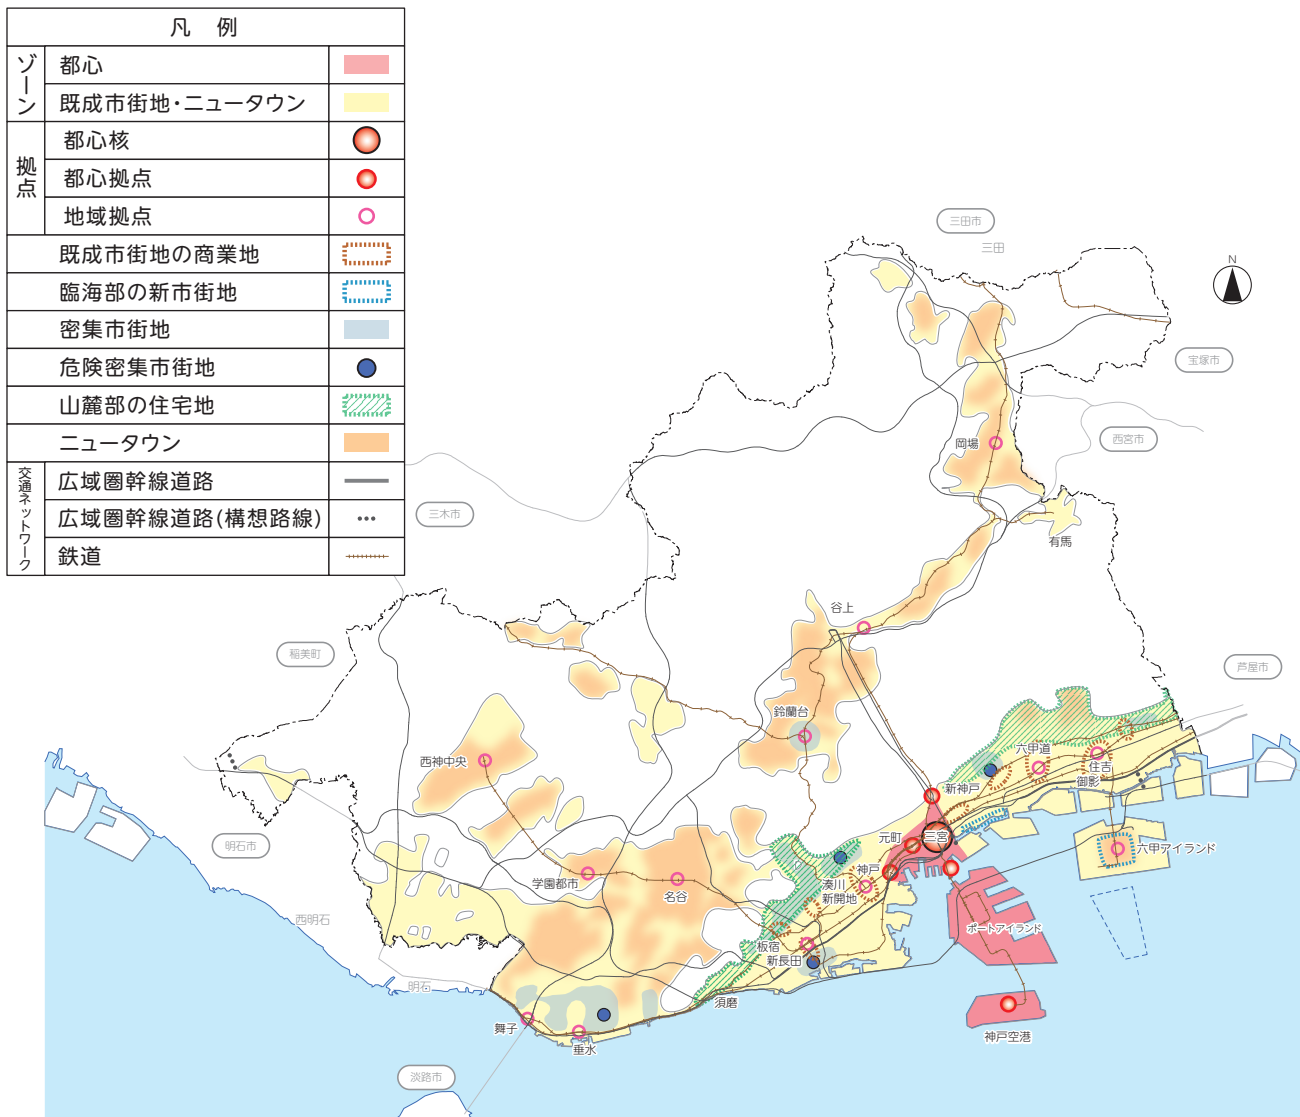 凡 例
ゾーン
都心
既成市街地・ニュータウン
拠点
都心核
都心拠点
地域拠点
既成市街地の商業地
臨海部の新市街地
密集市街地
危険密集市街地
山麓部の住宅地
ニュータウン
交通ネットワーク
広域圏幹線道路
広域圏幹線道路(構想路線)
鉄道
三田市
三田
N
宝塚市
西宮市
岡場
三木市
有馬
谷上
稲美町
芦屋市
鈴蘭台
西神中央
六甲道
住吉
御影
新神戸
元町
三宮
明石市
六甲アイランド
神戸
湊川
新開地
学園都市
名谷
西明石
ポートアイランド
板宿
新長田
明石
須磨
舞子
垂水
神戸空港
淡路市